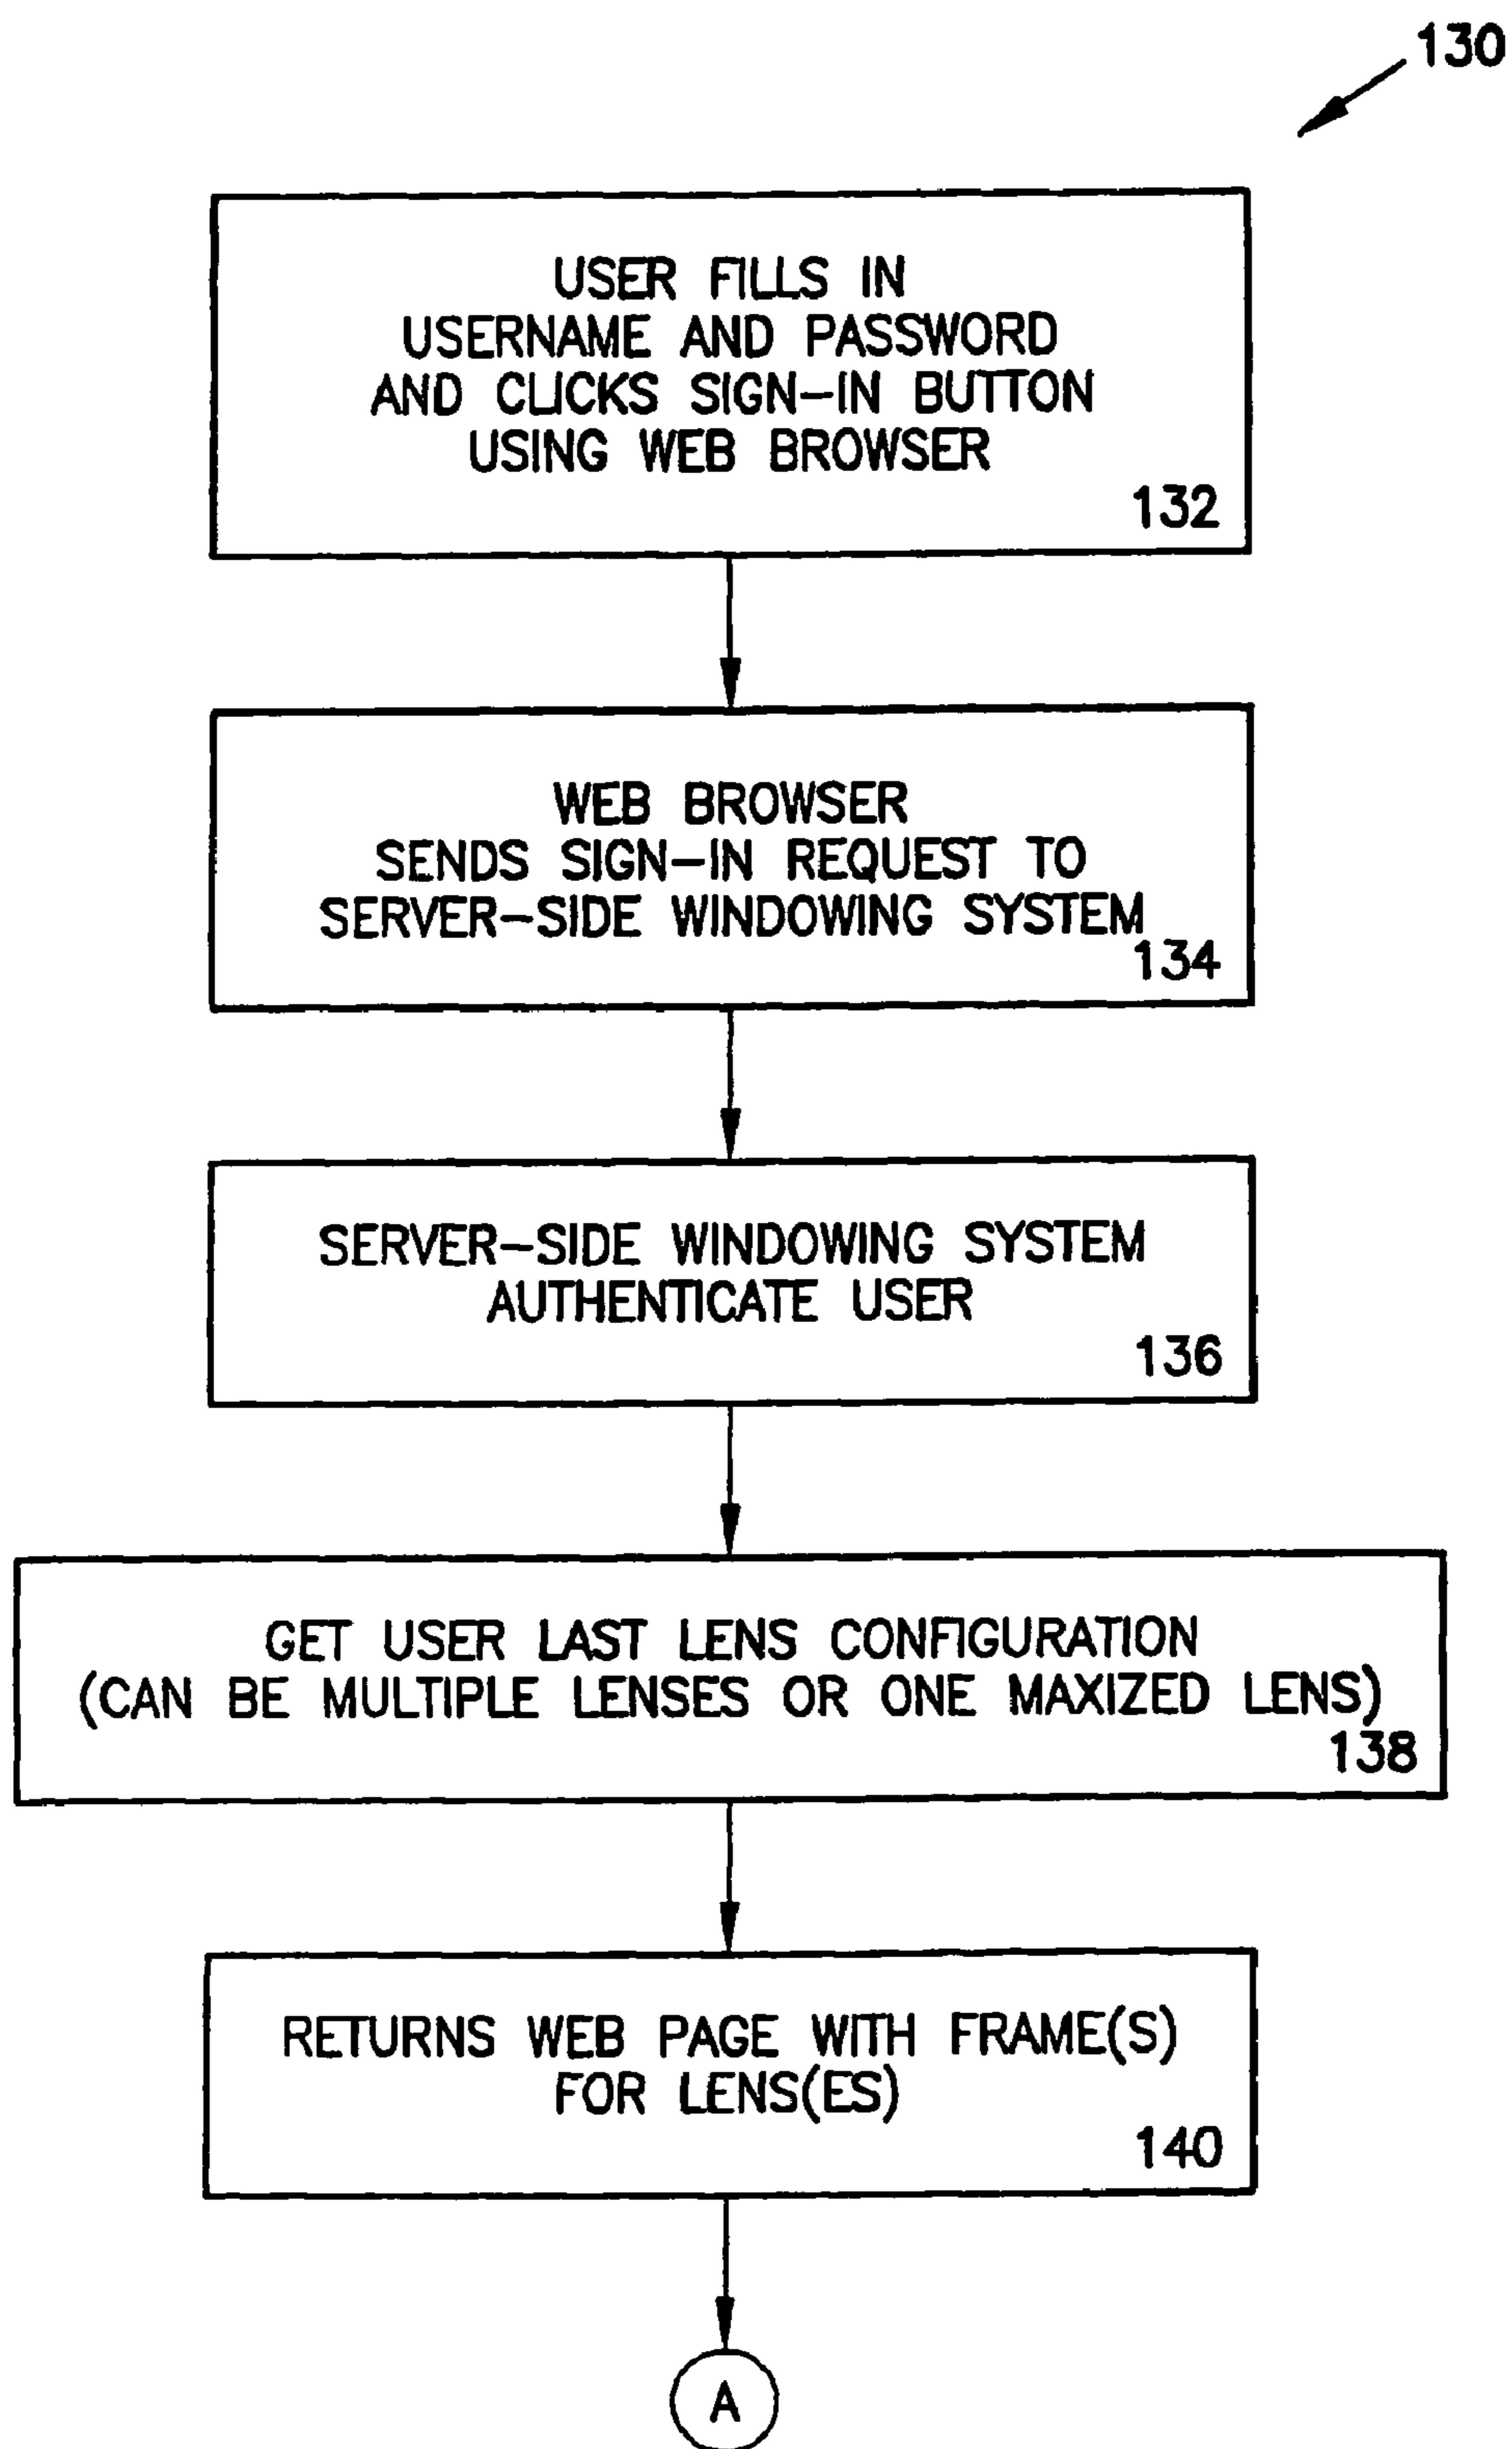 130
USER FILLS IN
USERNAME AND PASSWORD
AND CLICKS SIGN-IN BUTTON
USING WEB BROWSER
132
WEB BROWSER
SENDS SIGN-IN REQUEST TO
SERVER-SIDE WINDOWING SYSTEM
134
SERVER-SIDE WINDOWING SYSTEM
AUTHENTICATE USER
136
GET USER LAST LENS CONFIGURATION
(CAN BE MULTIPLE LENSES OR ONE MAXIZED LENS)
138
RETURNS WEB PAGE WITH FRAME(S)
FOR LENS(ES)
140
A